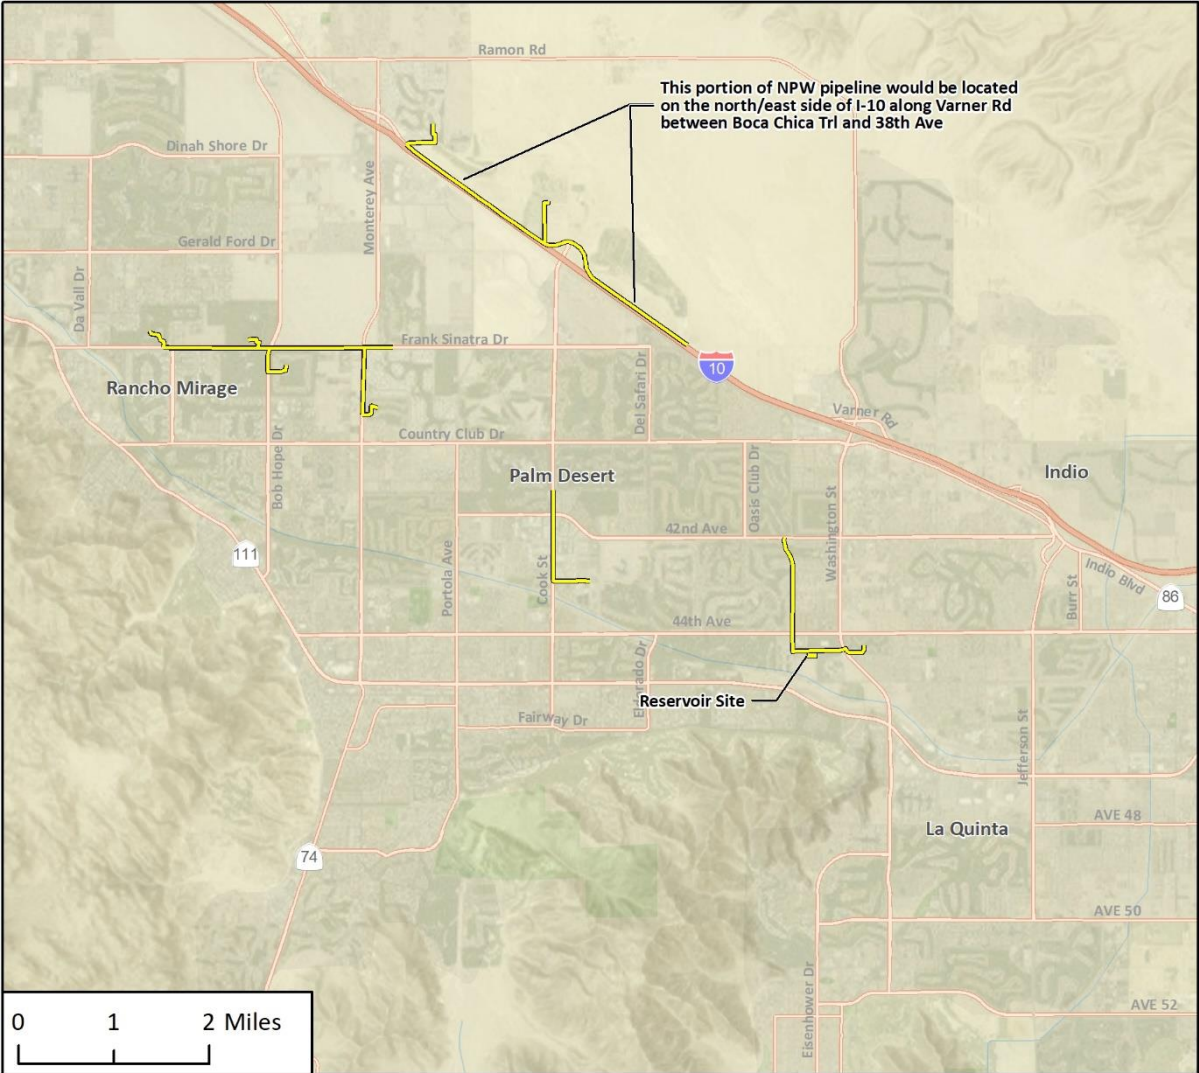 Ramon Rd
This portion of NPW pipeline would be located
on the north/east side of I-10 along Varner Rd
between Boca Chica Trl and 38th Ave
Dinah Shore Dr
Monterey Ave
Gerald Ford Dr
Da Vall Dr
Frank Sinatra Dr
10
Rancho Mirage
Del Safari Dr
Varner Rd
Country Club Dr
Bob Hope Dr
Palm Desert
Indio
Oasis Club Dr
Washington St
42nd Ave
111
Portola Ave
Cook St
Indio Blvd
Burr St
86
44th Ave
Eldorado Dr
Reservoir Site
Fairway Dr
Jefferson St
AVE 48
La Quinta
74
AVE 50
Eisenhower Dr
AVE 52
0 1 2 Miles